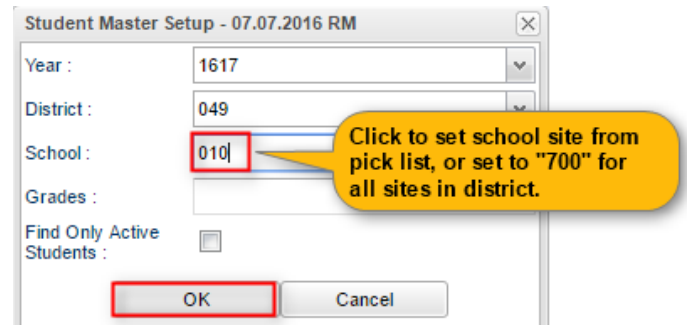 Student Master Setup - 07.07.2016 RM
Year : 1617
District : 049
School : 010
Click to set school site from
pick list, or set to "700" for
all sites in district.
Grades :
Find Only Active
Students :
OK Cancel